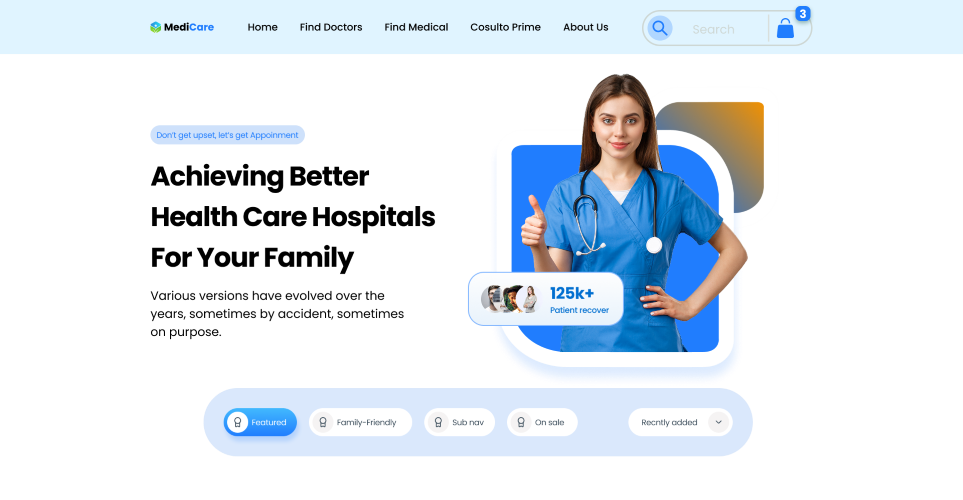 MediCare
Home
Find Doctors
Find Medical
Cosulto Prime
About Us
Search
3
Don't get upset, let's get Appoinment
Achieving Better
Health Care Hospitals
For Your Family
Various versions have evolved over the
years, sometimes by accident, sometimes
on purpose.
125k+
Patient recover
Featured
Family-Friendly
Sub nav
On sale
Recntly added